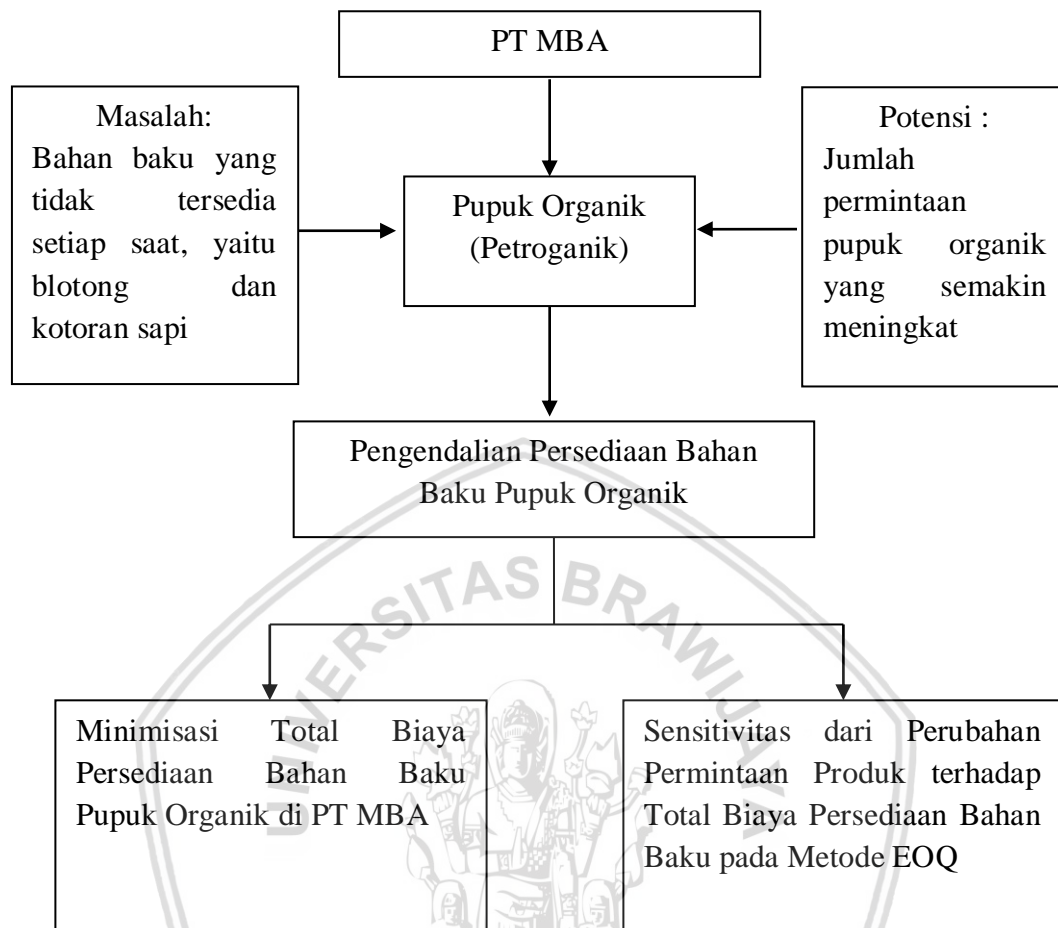 PT MBA
Masalah:
Bahan baku yang
tidak tersedia
setiap saat, yaitu
blotong dan
kotoran sapi
Pupuk Organik
(Petroganik)
Potensi :
Jumlah
permintaan
pupuk organik
yang semakin
meningkat
Pengendalian Persediaan Bahan
Baku Pupuk Organik
UNIVERSITAS BRAWIJAYA
Minimisasi Total Biaya
Persediaan Bahan Baku
Pupuk Organik di PT MBA
Sensitivitas dari Perubahan
Permintaan Produk terhadap
Total Biaya Persediaan Bahan
Baku pada Metode EOQ